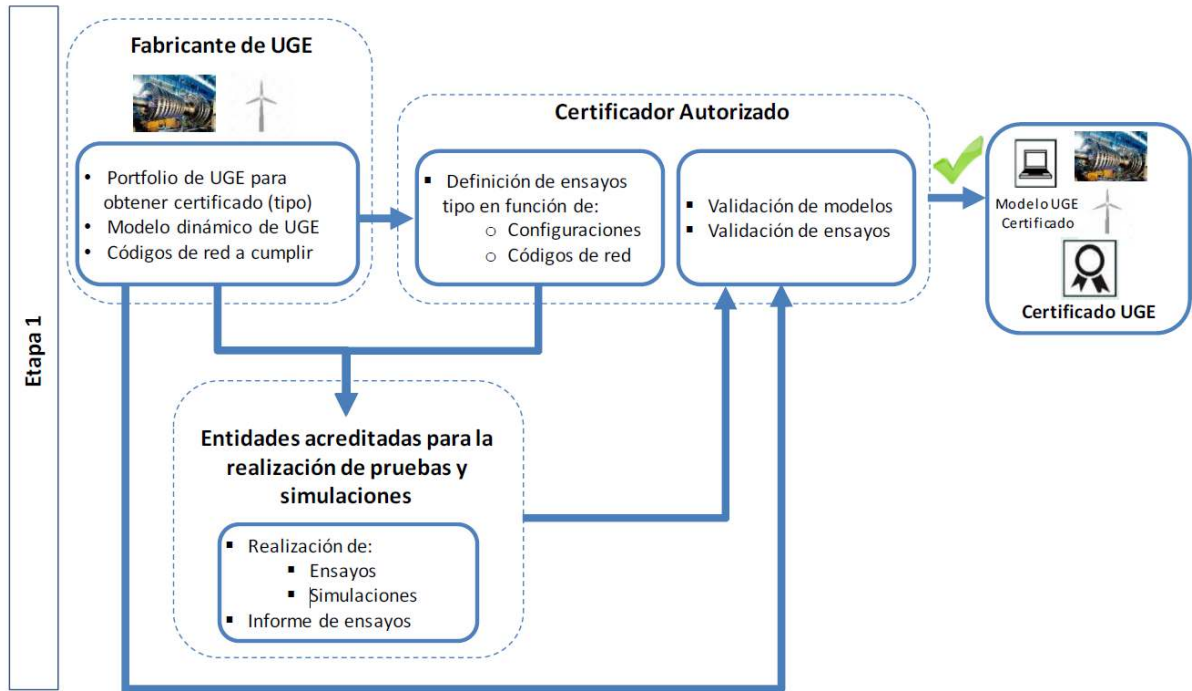 Etapa 1
Fabricante de UGE
• Portfolio de UGE para
obtener certificado (tipo)
• Modelo dinámico de UGE
• Códigos de red a cumplir
Certificador Autorizado
▪ Definición de ensayos
tipo en función de:
o Configuraciones
o Códigos de red
▪ Validación de modelos
▪ Validación de ensayos
Modelo UGE
Certificado
Certificado UGE
Entidades acreditadas para la
realización de pruebas y
simulaciones
▪ Realización de:
▪ Ensayos
▪ Simulaciones
▪ Informe de ensayos